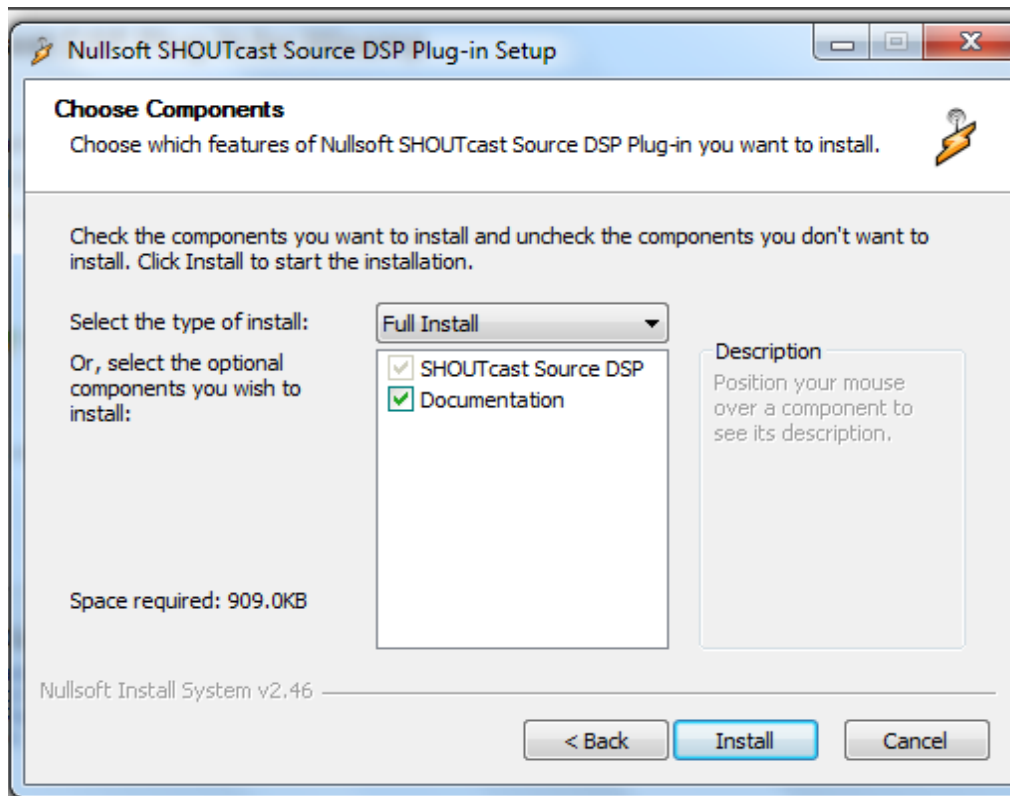 Nullsoft SHOUTcast Source DSP Plug-in Setup
Choose Components
Choose which features of Nullsoft SHOUTcast Source DSP Plug-in you want to install.
Check the components you want to install and uncheck the components you don't want to
install. Click Install to start the installation.
Select the type of install:
Full Install
Or, select the optional
components you wish to
install:
SHOUTcast Source DSP
Documentation
Description
Position your mouse
over a component to
see its description.
Space required: 909.0KB
Nullsoft Install System v2.46
< Back
Install
Cancel